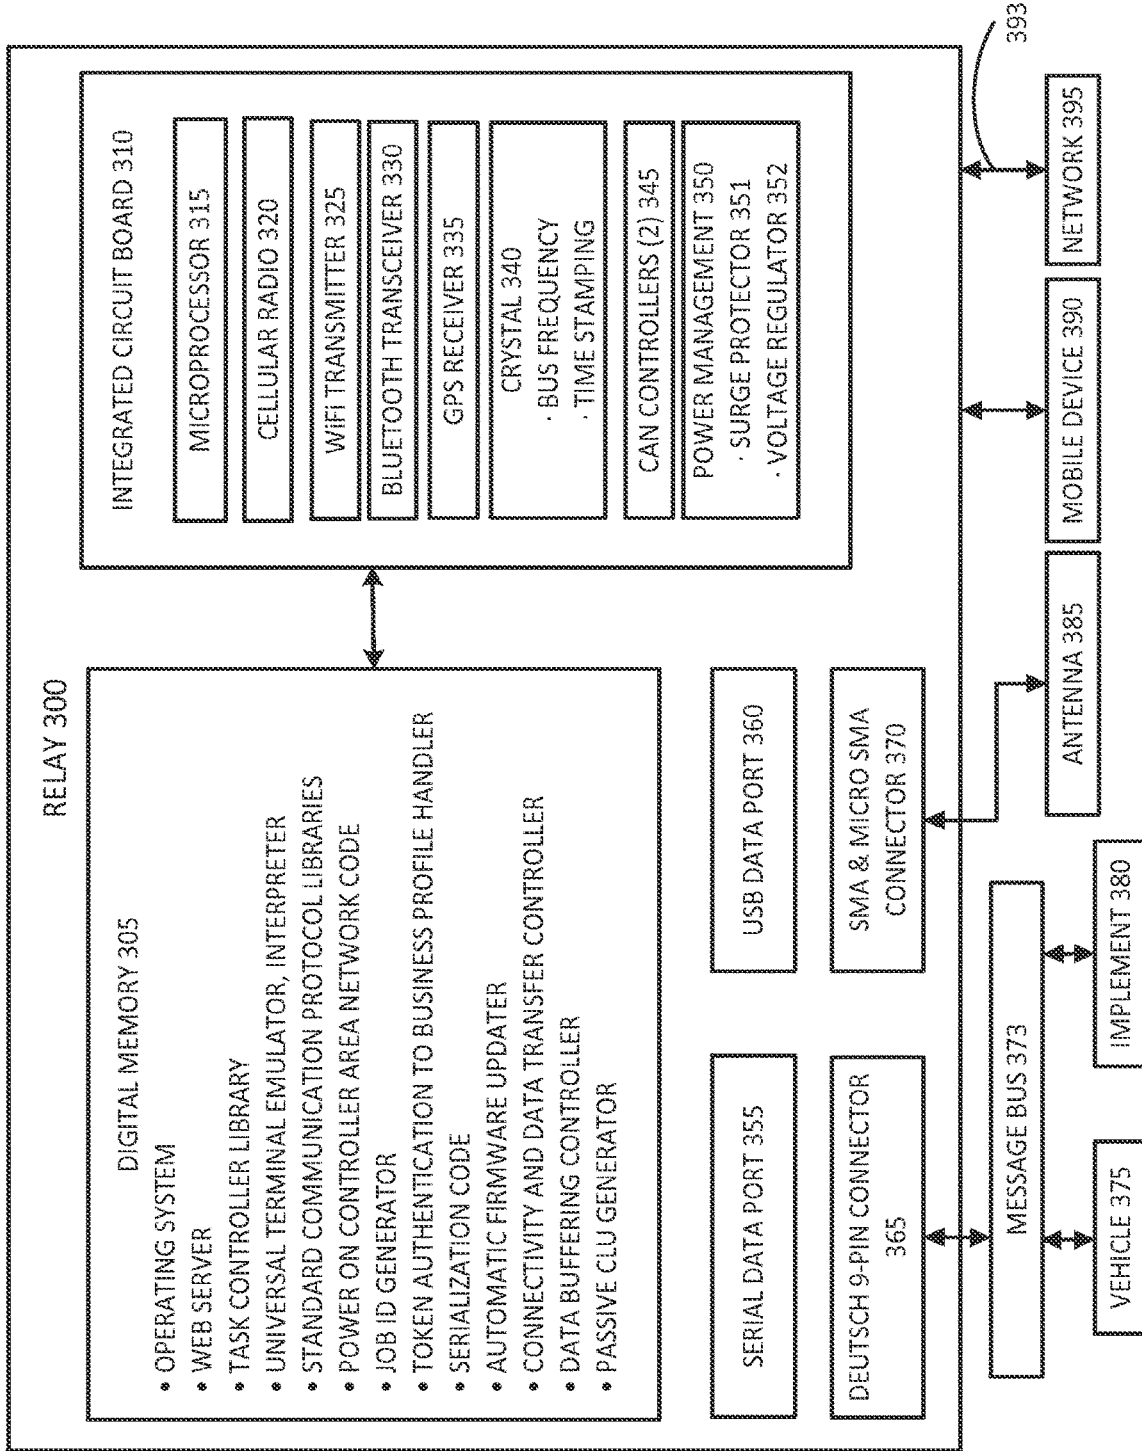 RELAY 300
DIGITAL MEMORY 305
• OPERATING SYSTEM
• WEB SERVER
• TASK CONTROLLER LIBRARY
• UNIVERSAL TERMINAL EMULATOR, INTERPRETER
• STANDARD COMMUNICATION PROTOCOL LIBRARIES
• POWER ON CONTROLLER AREA NETWORK CODE
• JOB ID GENERATOR
• TOKEN AUTHENTICATION TO BUSINESS PROFILE HANDLER
• SERIALIZATION CODE
• AUTOMATIC FIRMWARE UPDATER
• CONNECTIVITY AND DATA TRANSFER CONTROLLER
• DATA BUFFERING CONTROLLER
• PASSIVE CLU GENERATOR
INTEGRATED CIRCUIT BOARD 310
MICROPROCESSOR 315
CELLULAR RADIO 320
WiFi TRANSMITTER 325
BLUETOOTH TRANSCEIVER 330
GPS RECEIVER 335
CRYSTAL 340
· BUS FREQUENCY
· TIME STAMPING
CAN CONTROLLERS (2) 345
POWER MANAGEMENT 350
· SURGE PROTECTOR 351
· VOLTAGE REGULATOR 352
SERIAL DATA PORT 355
USB DATA PORT 360
DEUTSCH 9-PIN CONNECTOR
365
SMA & MICRO SMA
CONNECTOR 370
MESSAGE BUS 373
VEHICLE 375
IMPLEMENT 380
ANTENNA 385
MOBILE DEVICE 390
NETWORK 395
393